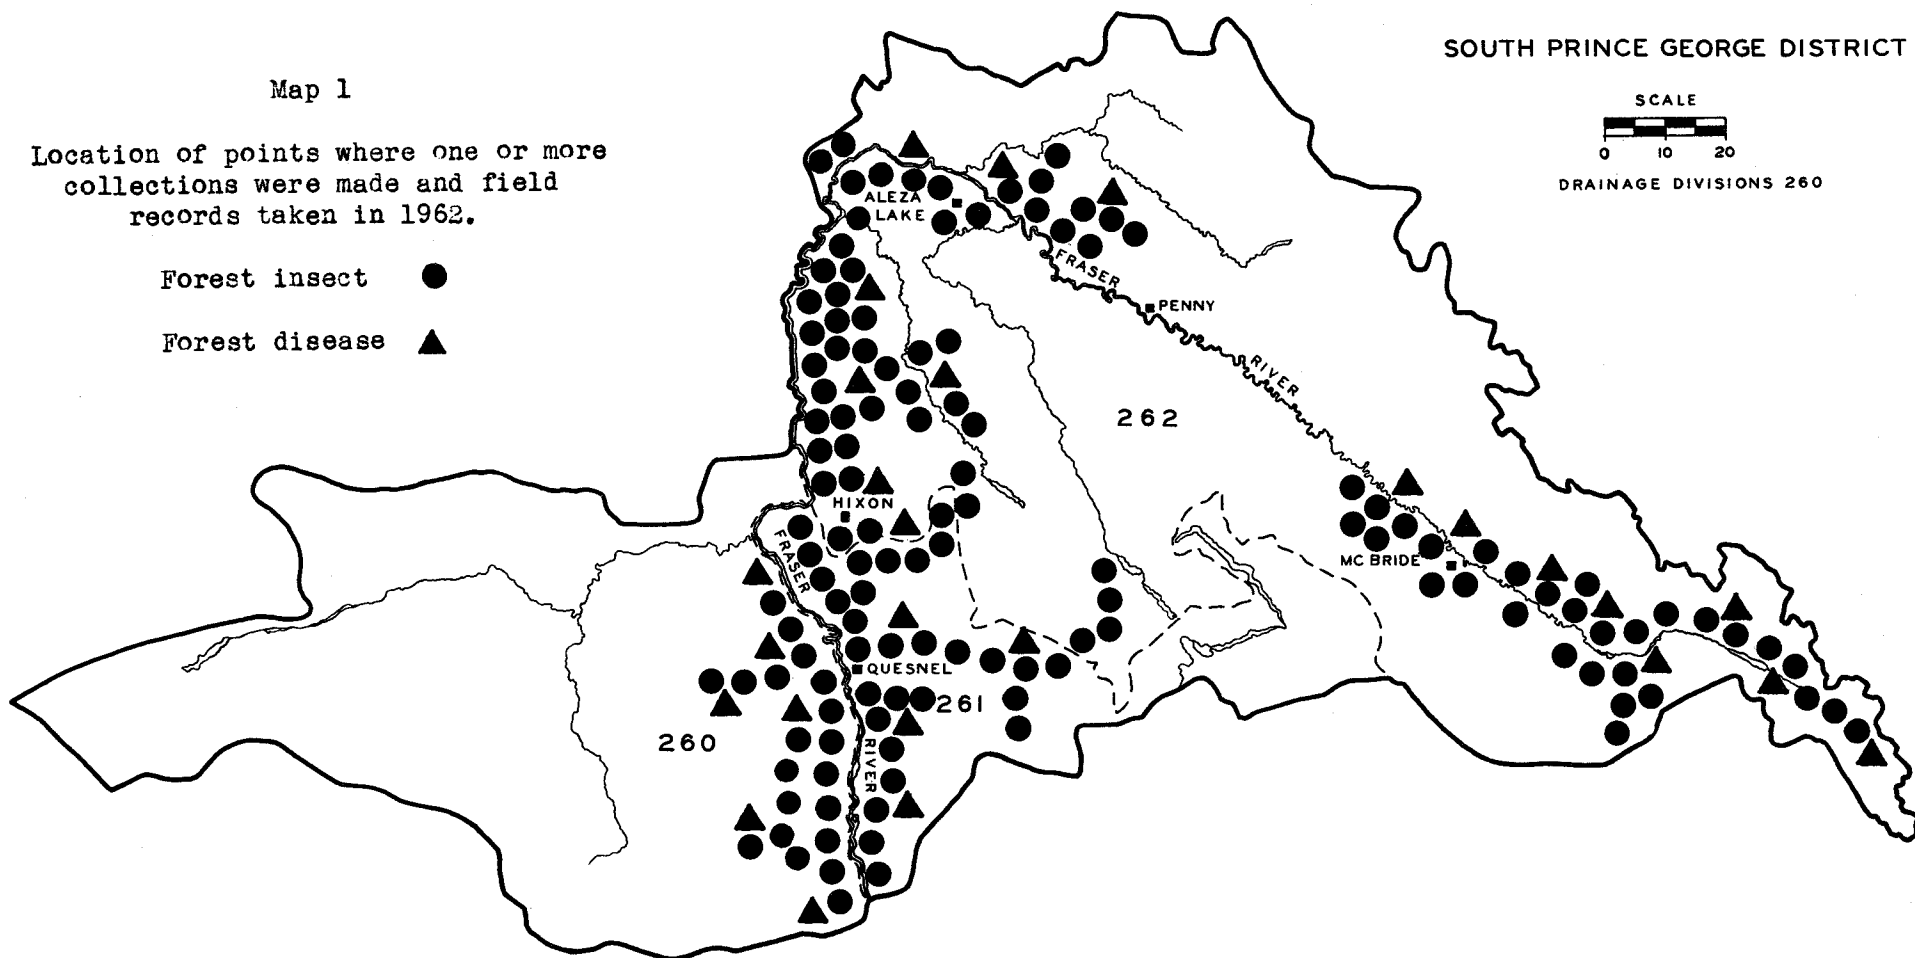 Map 1
Location of points where one or more
collections were made and field
records taken in 1962.
Forest insect
Forest disease
SOUTH PRINCE GEORGE DISTRICT
SCALE
0 10 20
DRAINAGE DIVISIONS 260
ALEZA
LAKE
FRASER
PENNY
RIVER
262
HIXON
FRASER
MC BRIDE
QUESNEL
261
260
RIVER